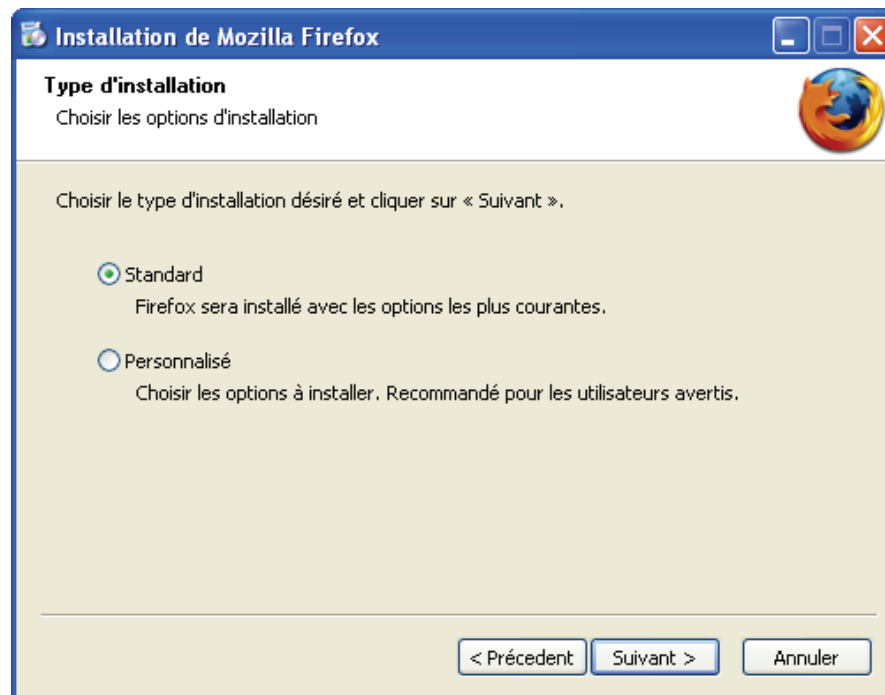 Installation de Mozilla Firefox
Type d'installation
Choisir les options d'installation
Choisir le type d'installation désiré et cliquer sur « Suivant ».
Standard
Firefox sera installé avec les options les plus courantes.
Personnalisé
Choisir les options à installer. Recommandé pour les utilisateurs avertis.
< Précedent Suivant > Annuler